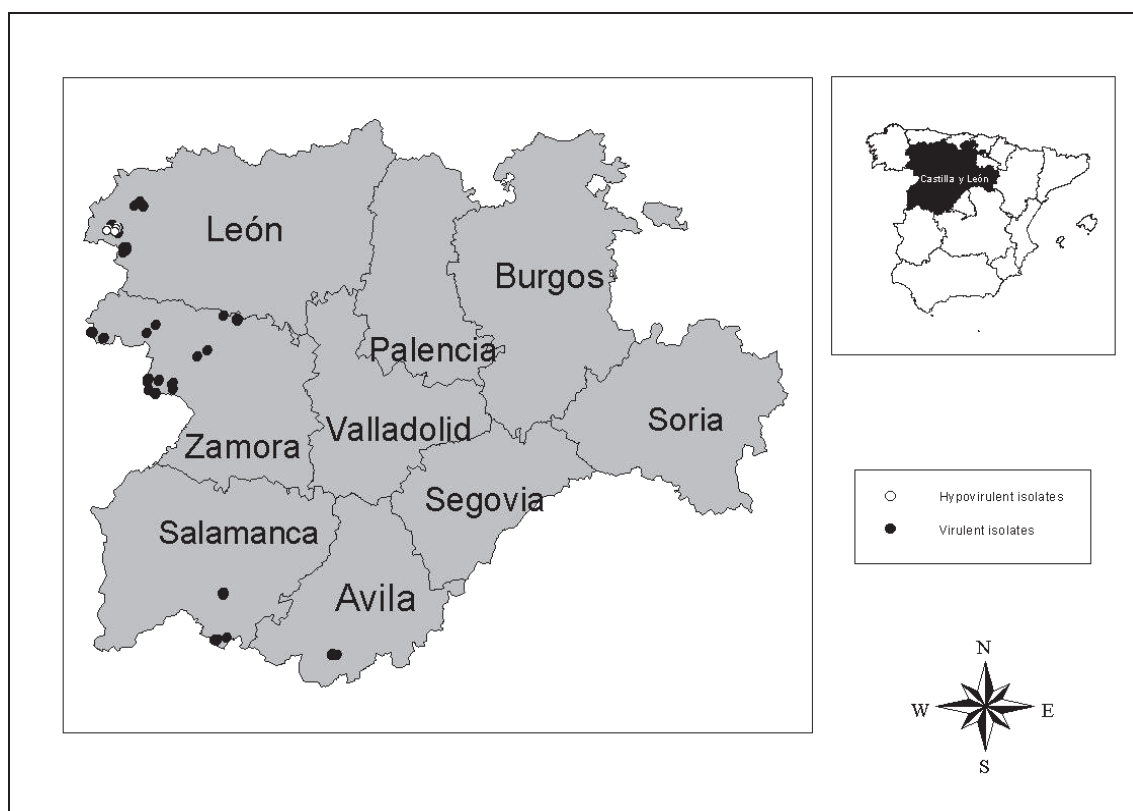 León
Burgos
Palencia
Valladolid
Soria
Zamora
Segovia
Salamanca
Avila
Castilla y León
Hypovirulent isolates
Virulent isolates
N
W
E
S